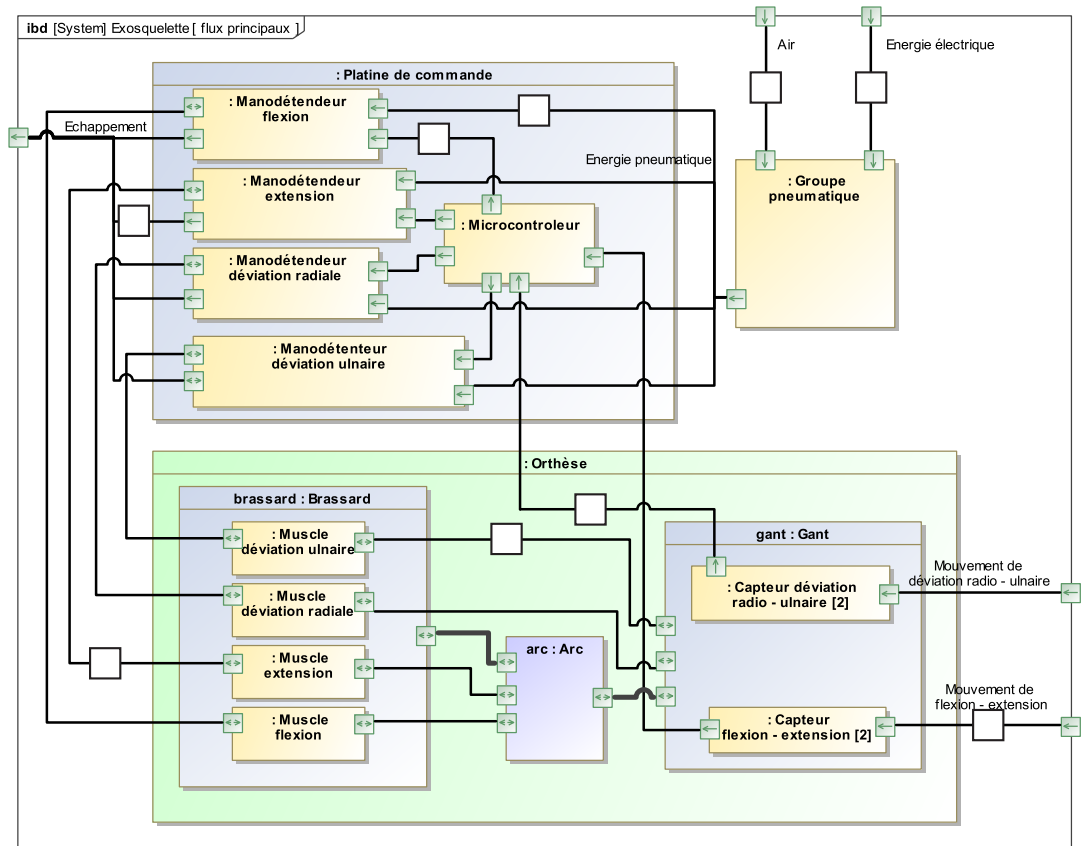 ibd [System] Exosquelette [ flux principaux ]
Air
Energie électrique
: Platine de commande
: Manodétendeur
flexion
Echappement
Energie pneumatique
: Manodétendeur
extension
: Groupe
pneumatique
: Microcontroleur
: Manodétendeur
déviation radiale
: Manodétenteur
déviation ulnaire
: Orthèse
brassard : Brassard
: Muscle
déviation ulnaire
gant : Gant
Mouvement de
déviation radio - ulnaire
: Capteur déviation
radio - ulnaire [2]
: Muscle
déviation radiale
arc : Arc
: Muscle
extension
Mouvement de
flexion - extension
: Muscle
flexion
: Capteur
flexion - extension [2]